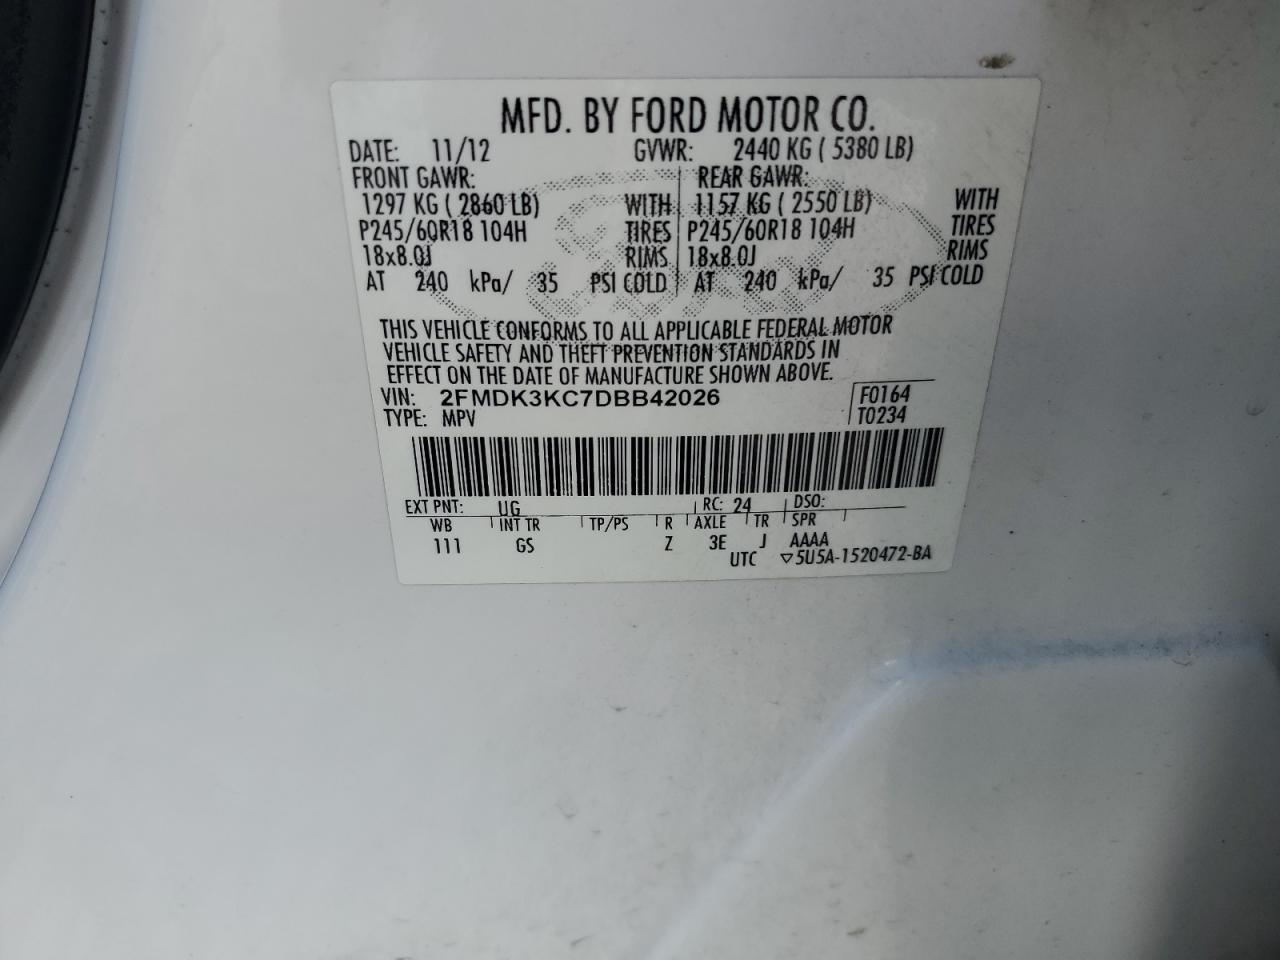 MFD. BY FORD MOTOR CO.
DATE: 11/12 GVWR: 2440 KG ( 5380 LB)
FRONT GAWR: REAR GAWR:
1297 KG ( 2860 LB) WITH 1157 KG ( 2550 LB) WITH
P245/60R18 104H TIRES P245/60R18 104H TIRES
18x8.0J RIMS 18x8.0J RIMS
AT 240 kPa/ 35 PSI COLD AT 240 kPa/ 35 PSI COLD
THIS VEHICLE CONFORMS TO ALL APPLICABLE FEDERAL MOTOR
VEHICLE SAFETY AND THEFT PREVENTION STANDARDS IN
EFFECT ON THE DATE OF MANUFACTURE SHOWN ABOVE.
VIN: 2FMDK3KC7DBB42026 F0164
TYPE: MPV T0234
EXT PNT: UG RC: 24 DSO:
WB INT TR TP/PS R AXLE TR SPR
111 GS Z 3E J AAAA
UTC ▽5U5A-1520472-BA